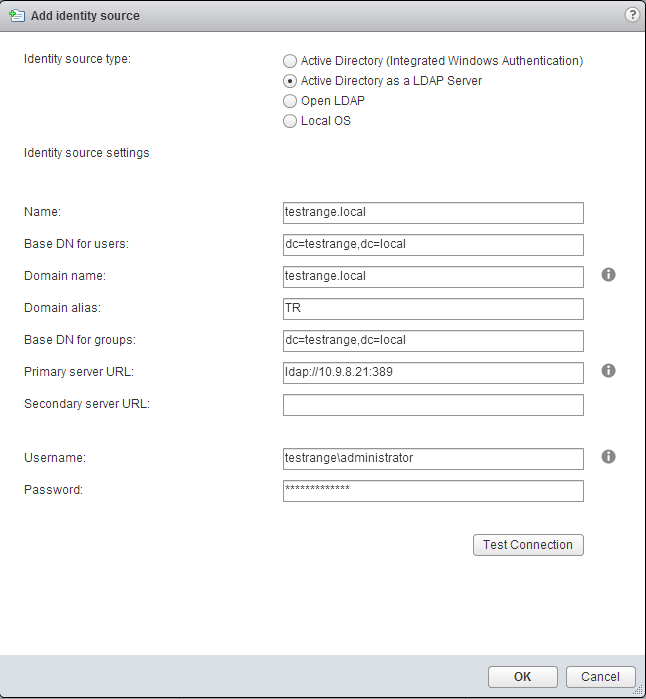 Add identity source ?
Identity source type:
Active Directory (Integrated Windows Authentication)
Active Directory as a LDAP Server
Open LDAP
Local OS
Identity source settings
Name: testrange.local
Base DN for users: dc=testrange,dc=local
Domain name: testrange.local
Domain alias: TR
Base DN for groups: dc=testrange,dc=local
Primary server URL: ldap://10.9.8.21:389
Secondary server URL:
Username: testrange\administrator
Password: *************
Test Connection
OK Cancel